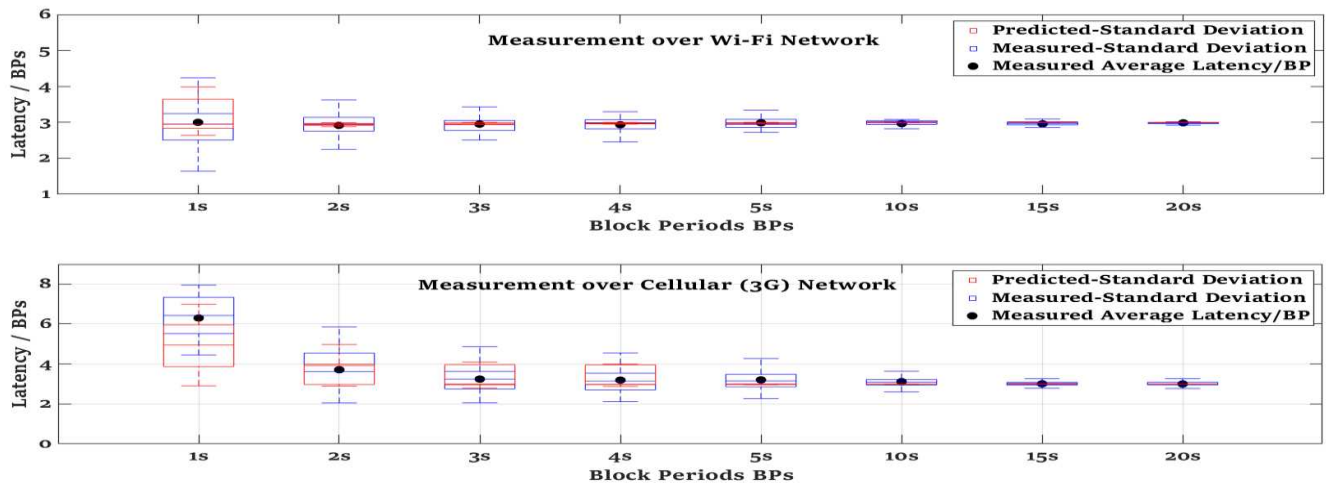 6
5
4
3
2
1
Latency / BPs
Measurement over Wi-Fi Network
Predicted-Standard Deviation
Measured-Standard Deviation
Measured Average Latency/BP
1s 2s 3s 4s 5s 10s 15s 20s
Block Periods BPs
8
6
4
2
0
Latency / BPs
Measurement over Cellular (3G) Network
Predicted-Standard Deviation
Measured-Standard Deviation
Measured Average Latency/BP
1s 2s 3s 4s 5s 10s 15s 20s
Block Periods BPs